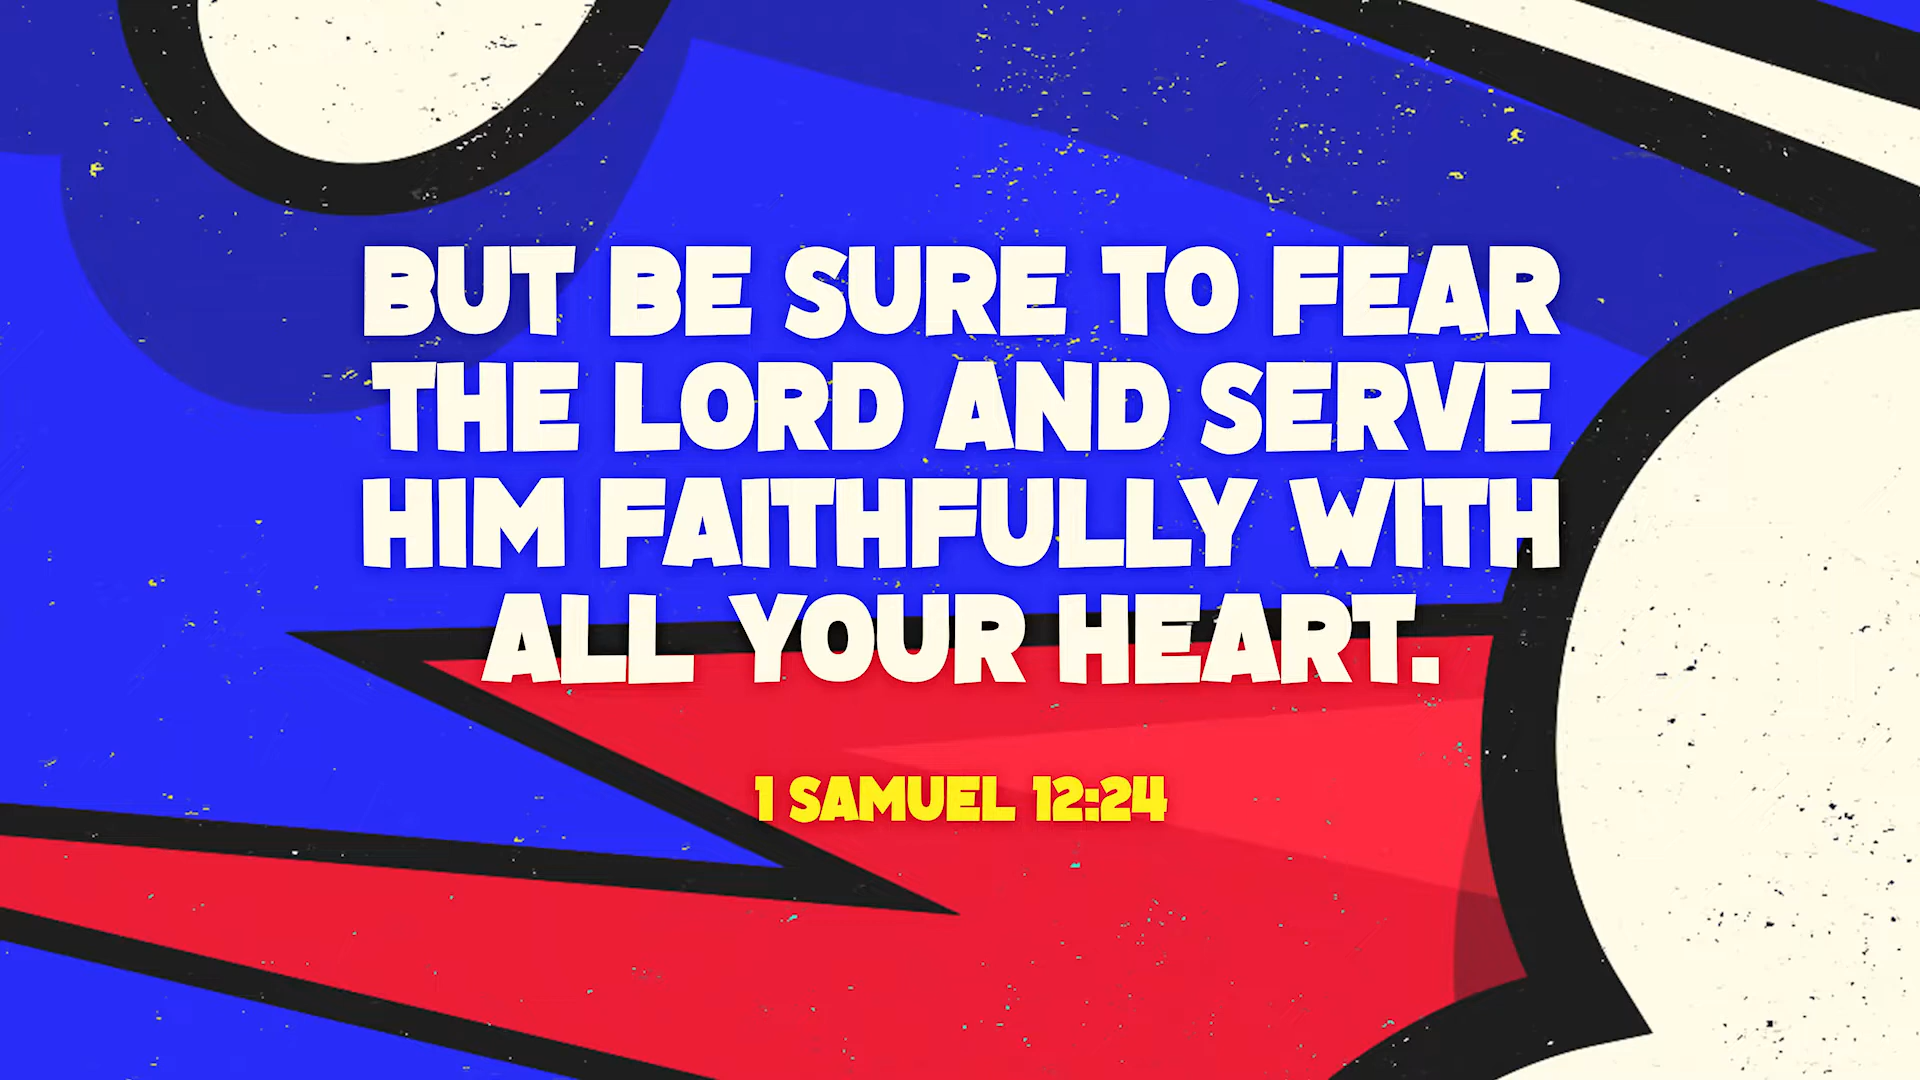 BUT BE SURE TO FEAR
THE LORD AND SERVE
HIM FAITHFULLY WITH
ALL YOUR HEART.
1 SAMUEL 12:24